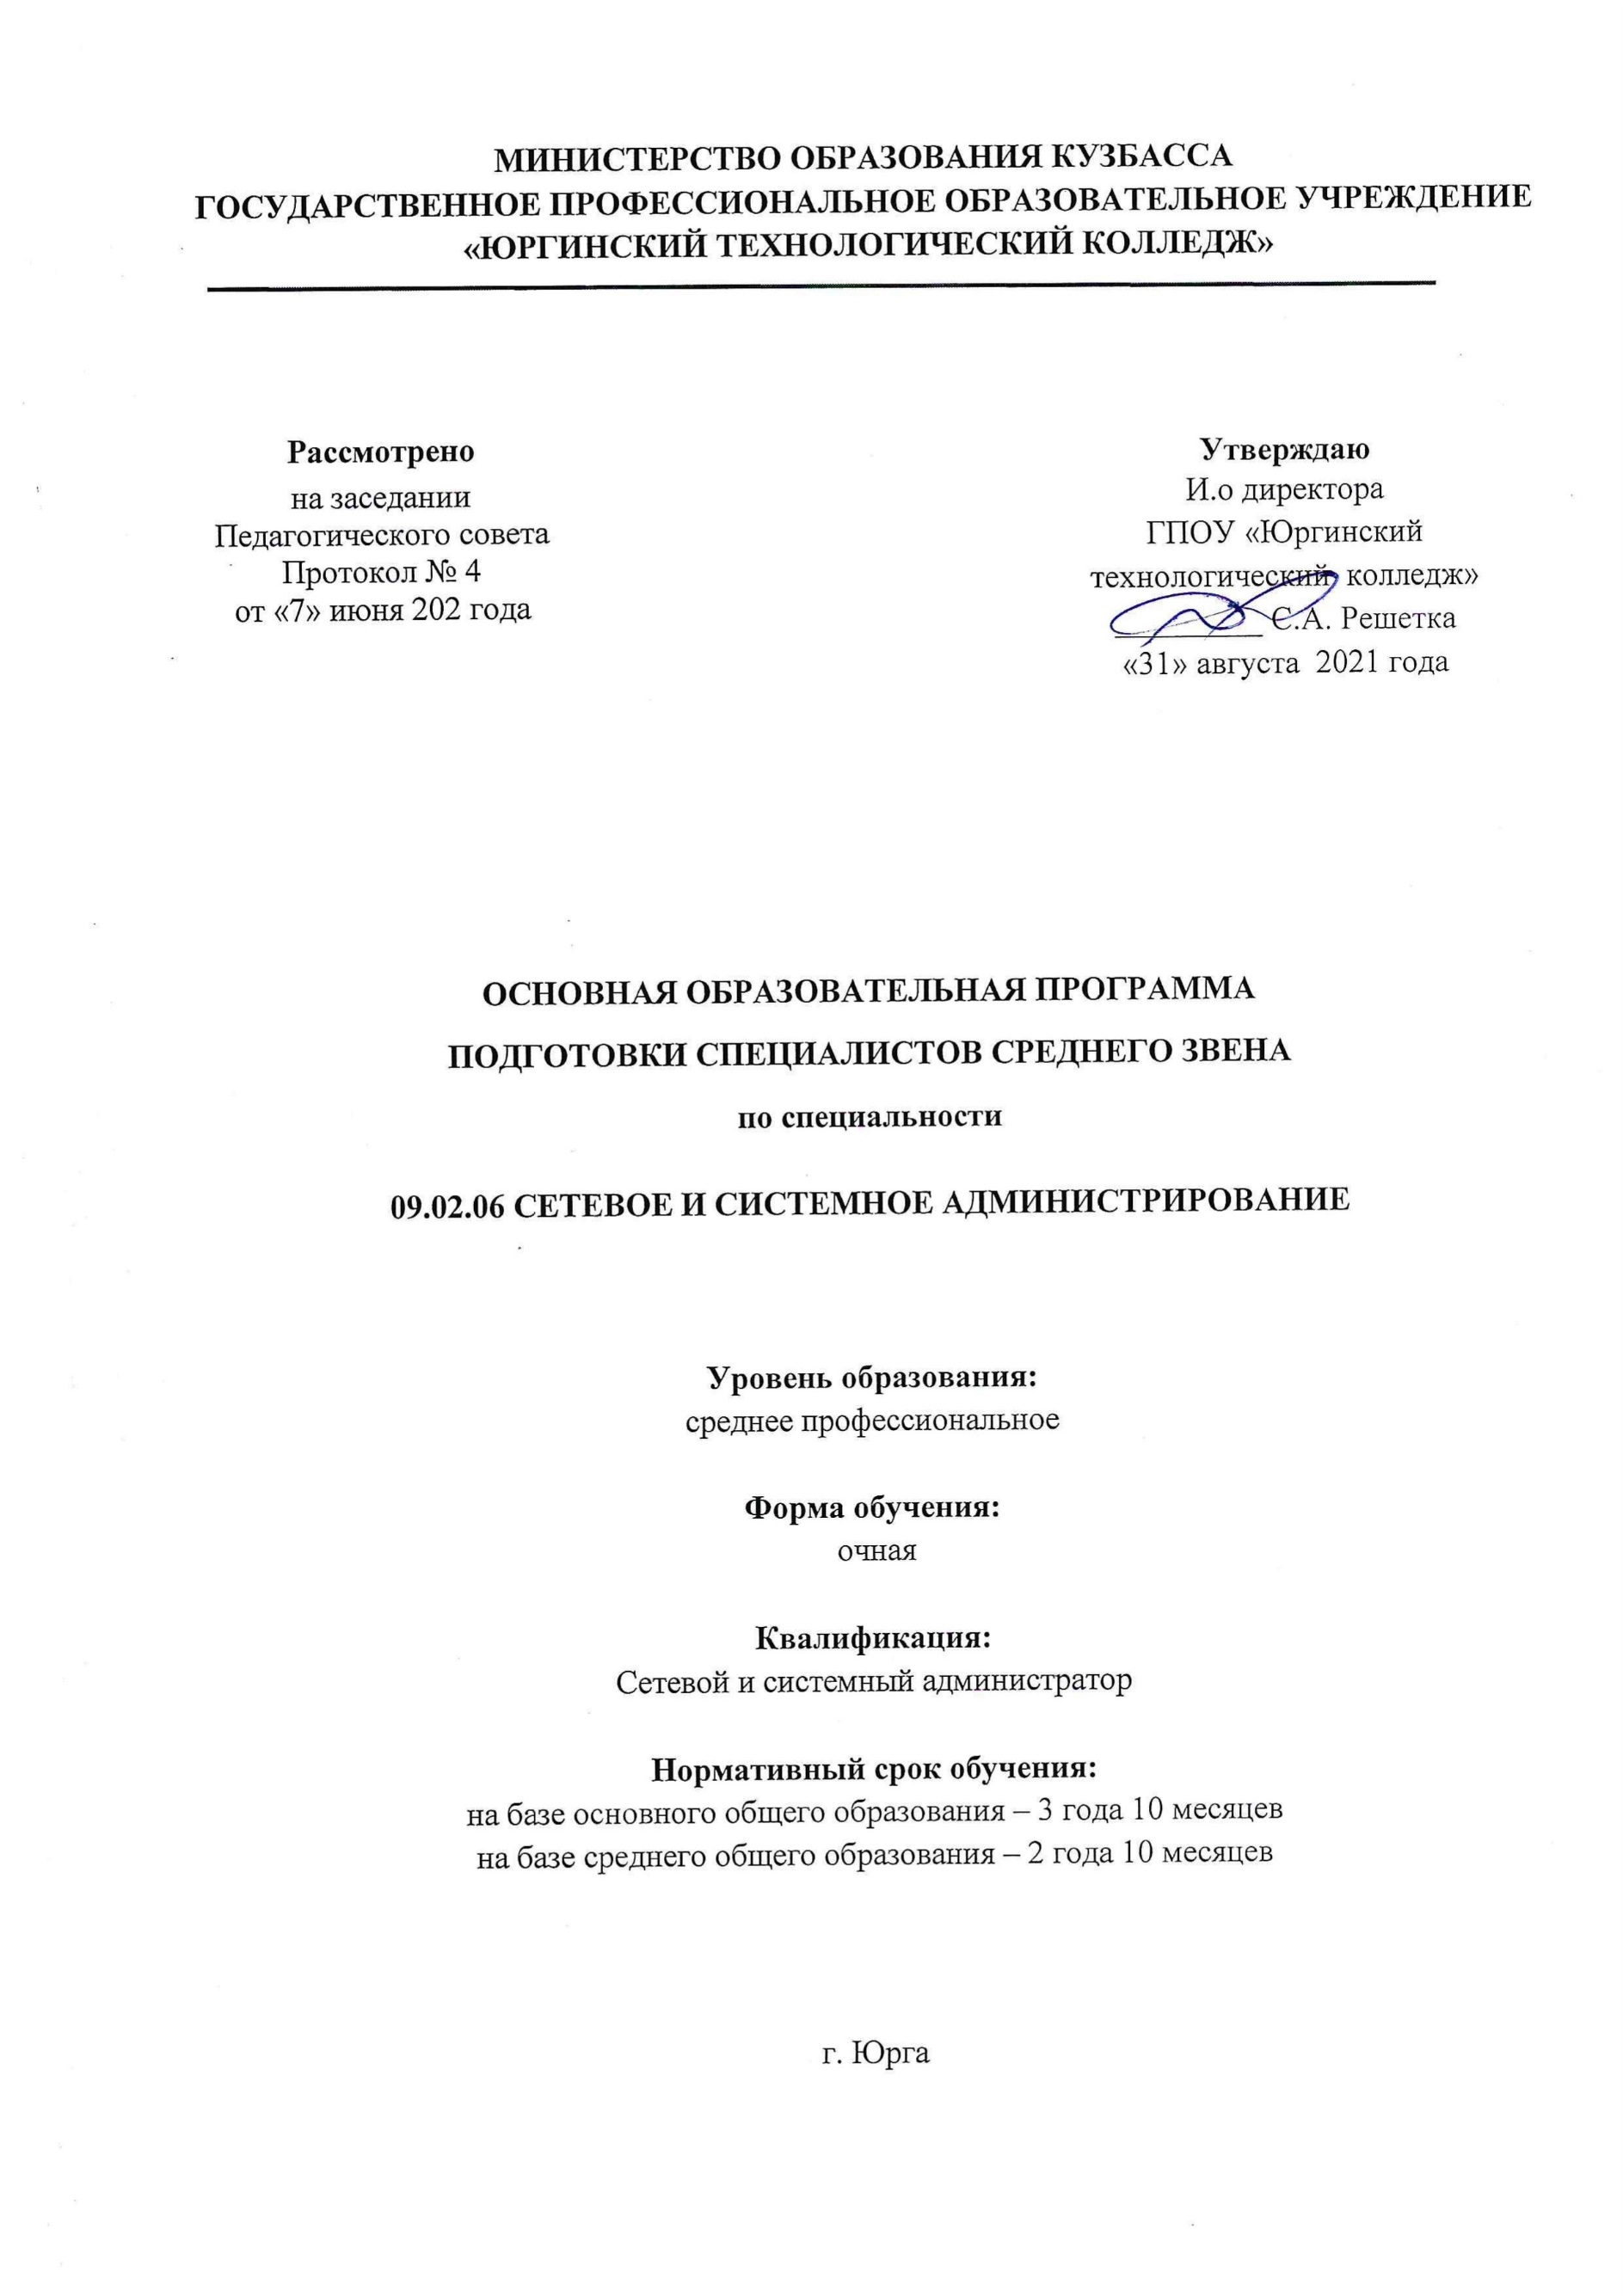 МИНИСТЕРСТВО ОБРАЗОВАНИЯ КУЗБАССА
ГОСУДАРСТВЕННОЕ ПРОФЕССИОНАЛЬНОЕ ОБРАЗОВАТЕЛЬНОЕ УЧРЕЖДЕНИЕ
«ЮРГИНСКИЙ ТЕХНОЛОГИЧЕСКИЙ КОЛЛЕДЖ»
Рассмотрено
на заседании
Педагогического совета
Протокол № 4
от «7» июня 202 года
Утверждаю
И.о директора
ГПОУ «Юргинский
технологический колледж»
С.А. Решетка
«31» августа 2021 года
ОСНОВНАЯ ОБРАЗОВАТЕЛЬНАЯ ПРОГРАММА
ПОДГОТОВКИ СПЕЦИАЛИСТОВ СРЕДНЕГО ЗВЕНА
по специальности
09.02.06 СЕТЕВОЕ И СИСТЕМНОЕ АДМИНИСТРИРОВАНИЕ
Уровень образования:
среднее профессиональное
Форма обучения:
очная
Квалификация:
Сетевой и системный администратор
Нормативный срок обучения:
на базе основного общего образования – 3 года 10 месяцев
на базе среднего общего образования – 2 года 10 месяцев
г. Юрга